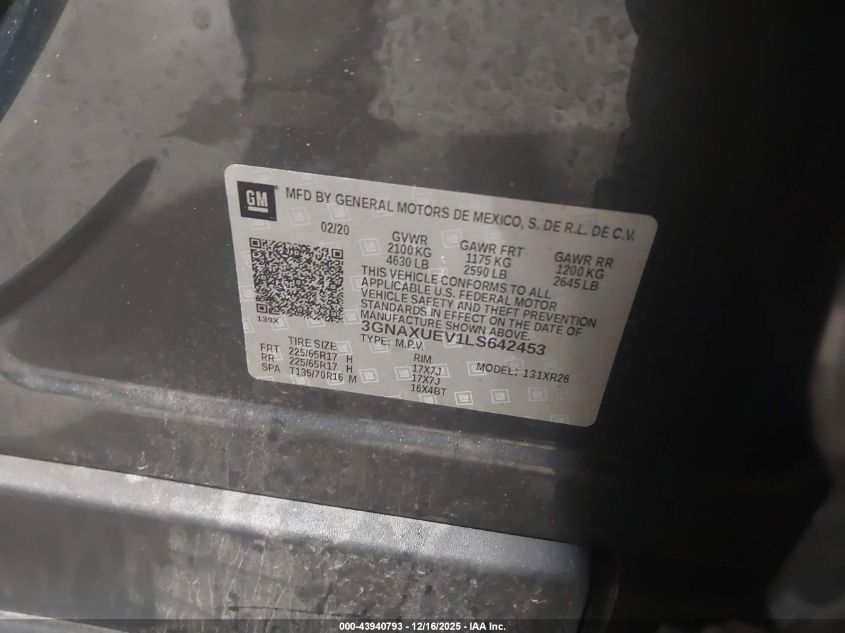 GM MFD BY GENERAL MOTORS DE MEXICO, S. DE R.L. DE C.V.
02/20 GVWR GAWR FRT GAWR RR
2100 KG 1175 KG 1200 KG
4630 LB 2590 LB 2645 LB
THIS VEHICLE CONFORMS TO ALL
APPLICABLE U.S. FEDERAL MOTOR
VEHICLE SAFETY AND THEFT PREVENTION
STANDARDS IN EFFECT ON THE DATE OF
MANUFACTURE SHOWN ABOVE.
139X
3GNAXUEV1LS642453
TYPE: M.P.V. MODEL: 131XR26
TIRE SIZE RIM
FRT 225/65R17 H 17X7J
RR 225/65R17 H 17X7J
SPA T135/70R16 M 16X4BT
000-43940793 - 12/16/2025 - IAA Inc.